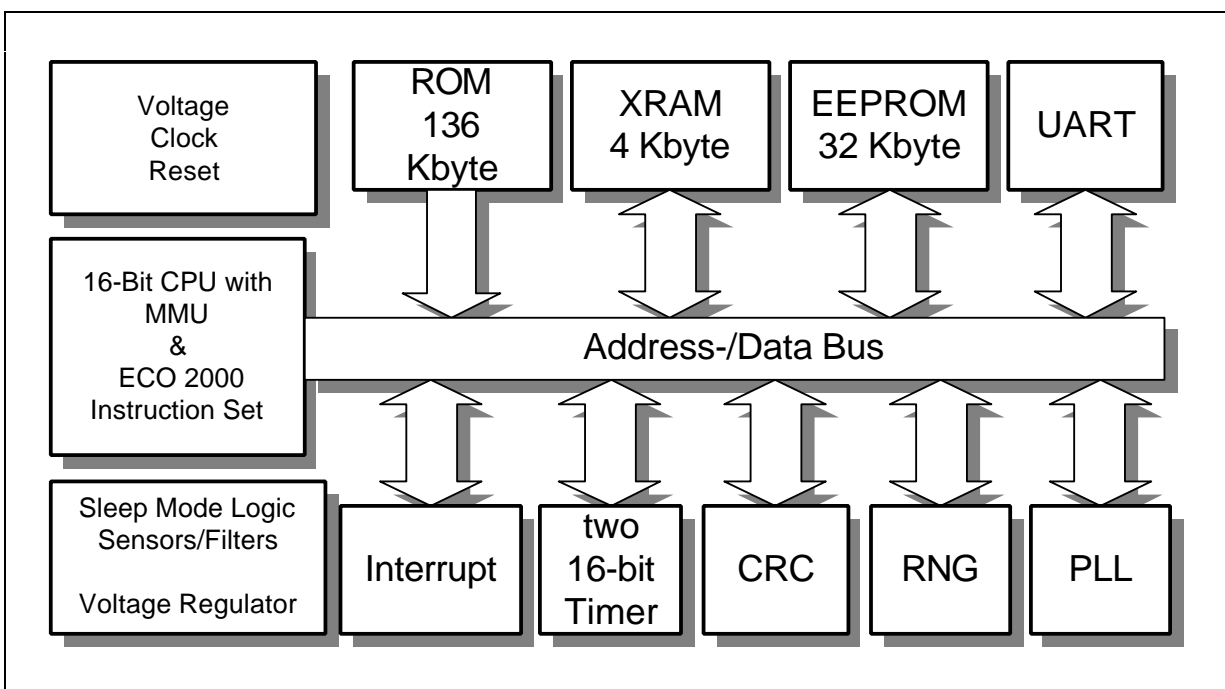 Voltage
Clock
Reset
ROM
136
Kbyte
XRAM
4 Kbyte
EEPROM
32 Kbyte
UART
16-Bit CPU with
MMU
&
ECO 2000
Instruction Set
Address-/Data Bus
Sleep Mode Logic
Sensors/Filters
Voltage Regulator
Interrupt
two
16-bit
Timer
CRC
RNG
PLL